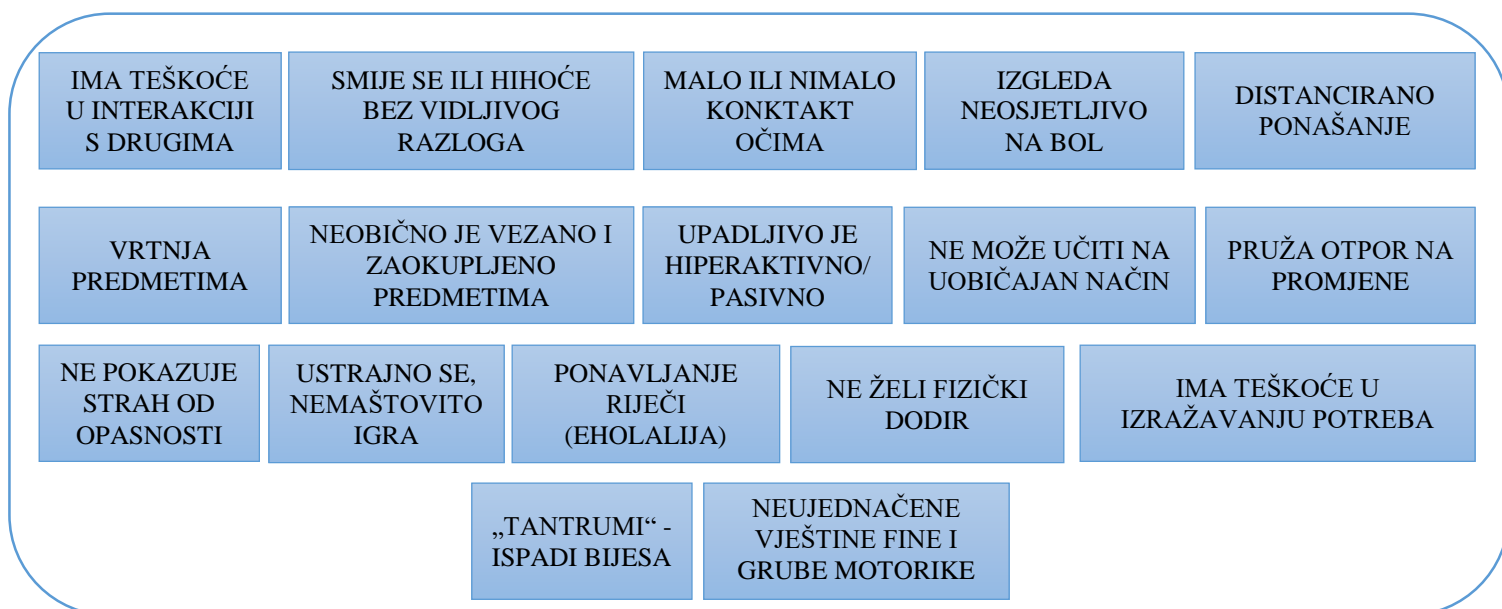 IMA TEŠKOĆE
U INTERAKCIJI
S DRUGIMA
SMIJE SE ILI HIHOĆE
BEZ VIDLJIVOG
RAZLOGA
MALO ILI NIMALO
KONKTAKT
OČIMA
IZGLEDA
NEOSJETLJIVO
NA BOL
DISTANCIRANO
PONAŠANJE
VRTNJA
PREDMETIMA
NEOBIČNO JE VEZANO I
ZAOKUPLJENO
PREDMETIMA
UPADLJIVO JE
HIPERAKTIVNO/
PASIVNO
NE MOŽE UČITI NA
UOBIČAJAN NAČIN
PRUŽA OTPOR NA
PROMJENE
NE POKAZUJE
STRAH OD
OPASNOSTI
USTRAJNO SE,
NEMAŠTOVITO
IGRA
PONAVLJANJE
RIJEČI
(EHOLALIJA)
NE ŽELI FIZIČKI
DODIR
IMA TEŠKOĆE U
IZRAŽAVANJU POTREBA
„TANTRUMI“ -
ISPADI BIJESA
NEUJEDNAČENE
VJEŠTINE FINE I
GRUBE MOTORIKE